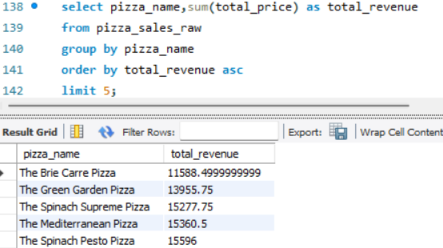 138 select pizza_name,sum(total_price) as total_revenue
139 from pizza_sales_raw
140 group by pizza_name
141 order by total_revenue asc
142 limit 5;
Result Grid Filter Rows: Export: Wrap Cell Content
pizza_name total_revenue
The Brie Carre Pizza 11588.4999999999
The Green Garden Pizza 13955.75
The Spinach Supreme Pizza 15277.75
The Mediterranean Pizza 15360.5
The Spinach Pesto Pizza 15596